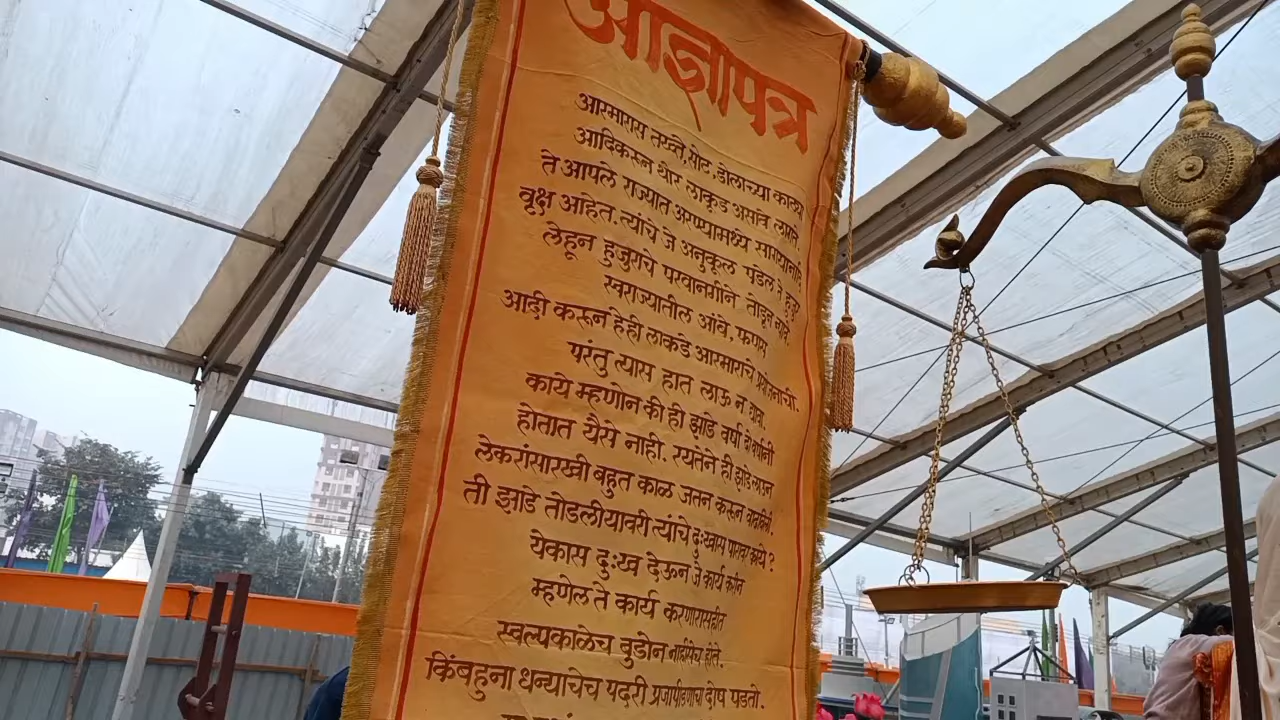 आज्ञापत्र
आरमारास तख्ते, सोट, डोलाच्या काठ्या
आदिकरून थोर लाकूड असावे लागते.
ते आपले राज्यात अरण्यामध्ये सागवानादि
वृक्ष आहेत. त्यांचे जे अनुकूल पडेल ते हुजूर
लेहून हुजुराचे परवानगीने तोडून न्यावे.
स्वराज्यातील आंबे, फणस
आदी करून हेही लाकडे आरमाराचे प्रयोजनाची.
परंतु त्यास हात लाऊ न द्यावा.
काये म्हणोन की ही झाडे वर्षा दोवर्षांनी
होतात यैसे नाही. रयतेने ही झाडे लाऊन
लेकरांसारखी बहुत काळ जतन करून वाढविली.
ती झाडे तोडलीयावरी त्यांचे दुःखास पारावार काये?
येकास दुःख देऊन जे कार्य करीन
म्हणेल ते कार्य करणारासहीत
स्वल्पकाळेच बुडोन नाहीसेच होते.
किंबहुना धन्याचेच पदरी प्रजापीडणाचा दोष पडतो.